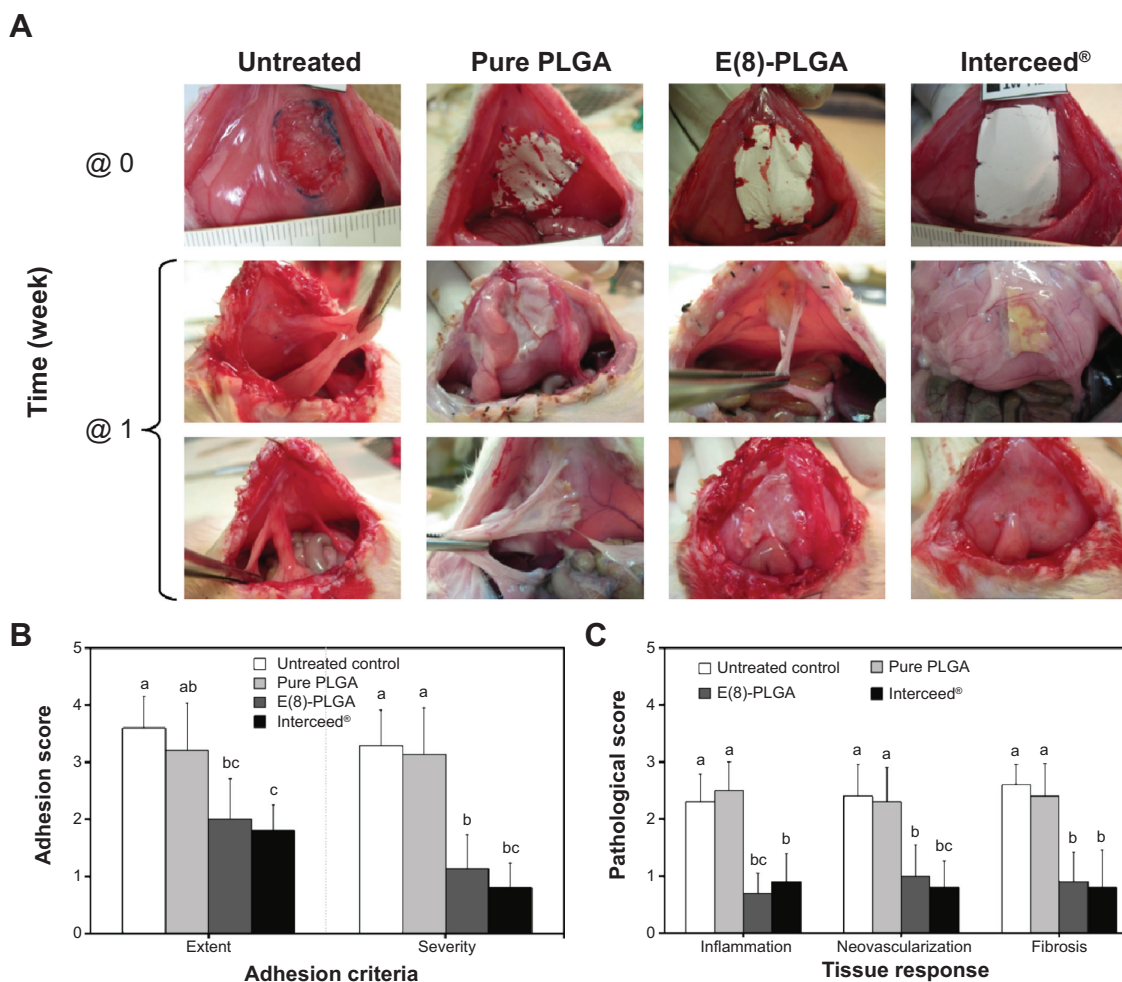 A
Untreated
Pure PLGA
E(8)-PLGA
Interceed®
@ 0
Time (week)
@ 1
B
Adhesion score
5
4
3
2
1
0
Untreated control
Pure PLGA
E(8)-PLGA
Interceed®
a
ab
bc
c
a
a
b
bc
Extent
Severity
Adhesion criteria
C
Pathological score
5
4
3
2
1
0
Untreated control
Pure PLGA
E(8)-PLGA
Interceed®
a
a
bc
b
a
a
b
bc
a
a
b
b
Inflammation
Neovascularization
Fibrosis
Tissue response